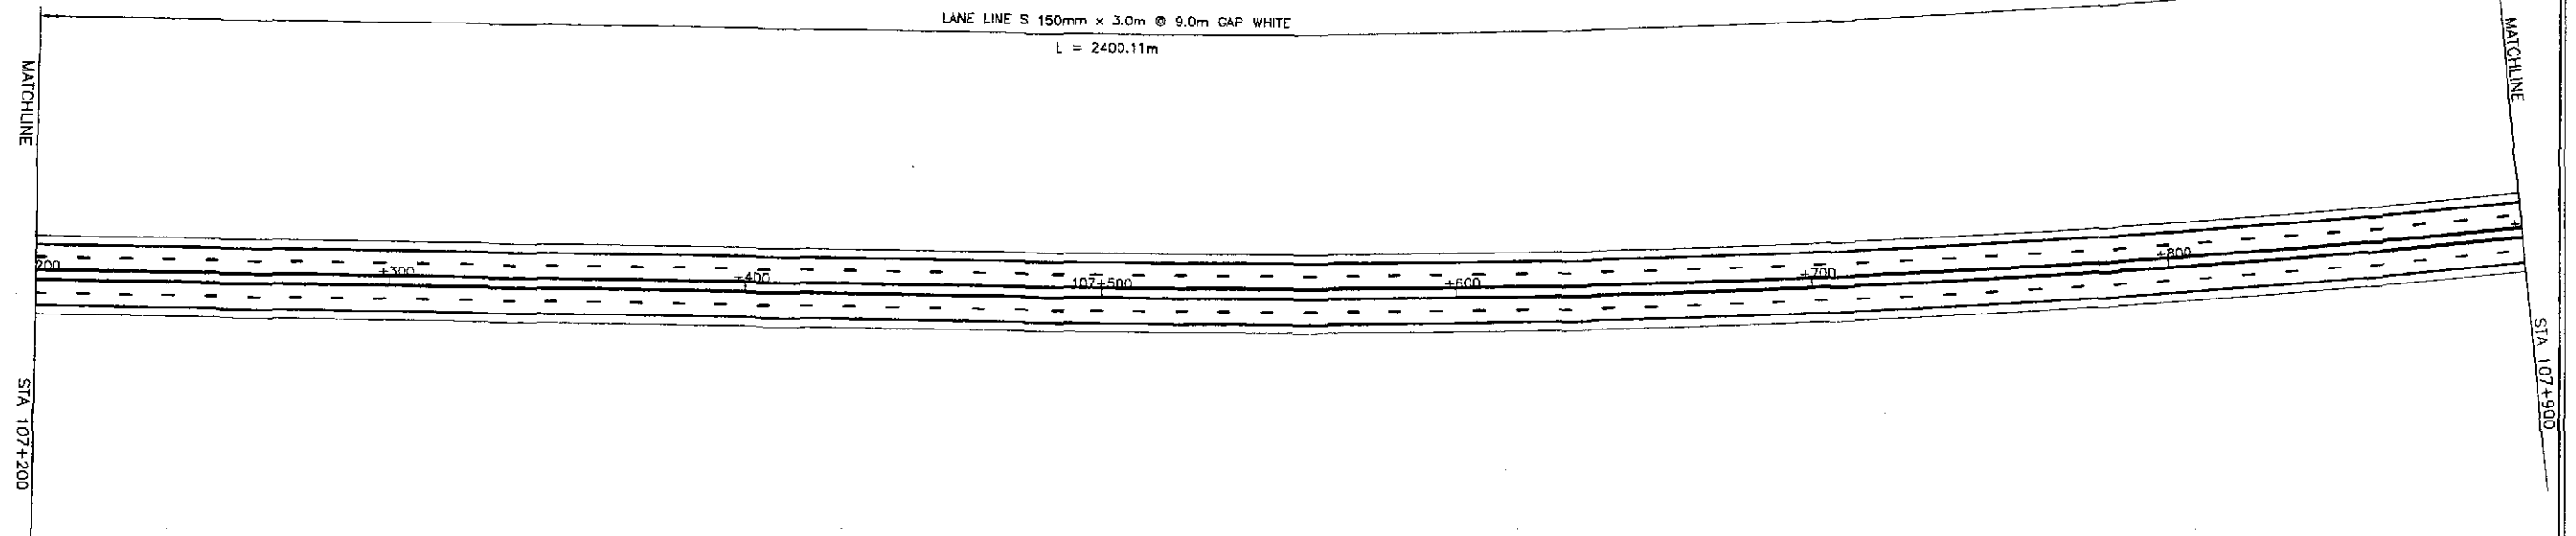 LANE LINE S 150mm x 3.0m @ 9.0m GAP WHITE
L = 2400.11m
MATCHLINE
MATCHLINE
200
+300
+400
107+500
+600
+700
+800
+
STA 107+200
STA 107+900